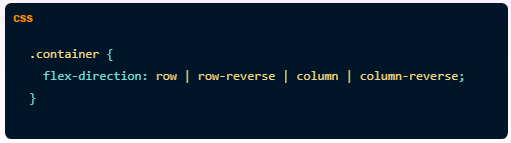 css
.container {
flex-direction: row | row-reverse | column | column-reverse;
}